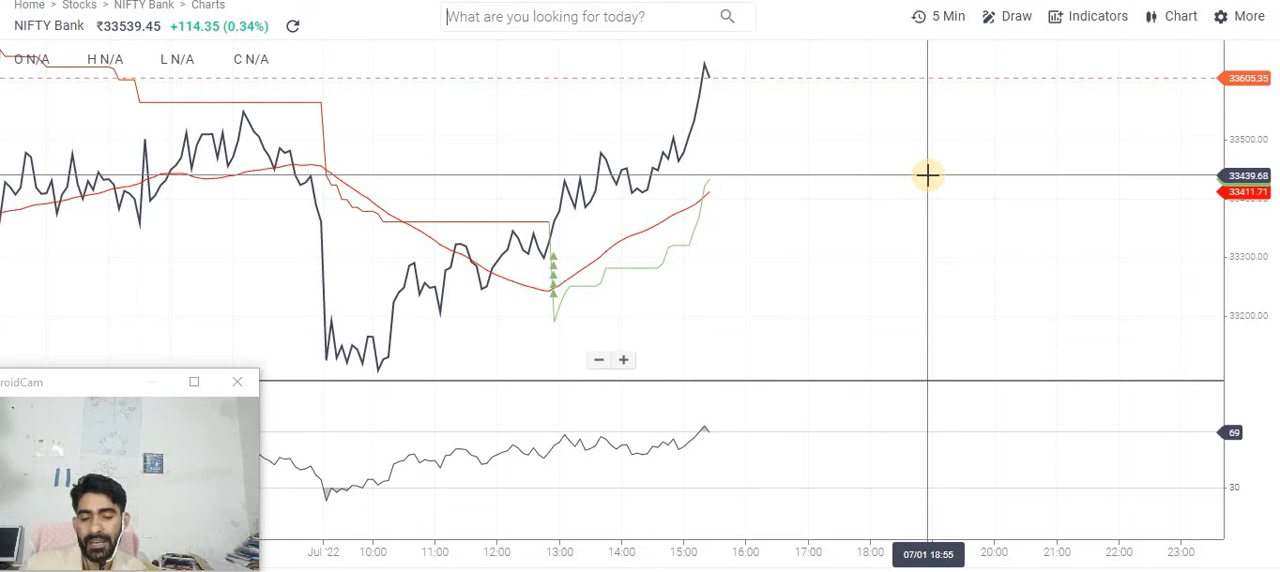 Home > Stocks > NIFTY Bank > Charts
NIFTY Bank ₹33539.45 +114.35 (0.34%)
What are you looking for today?
5 Min Draw Indicators Chart More
O N/A H N/A L N/A C N/A
33605.35
33500.00
33439.68
33411.71
33300.00
33200.00
roidCam
69
30
Jul '22 10:00 11:00 12:00 13:00 14:00 15:00 16:00 17:00 18:00 07/01 18:55 20:00 21:00 22:00 23:00